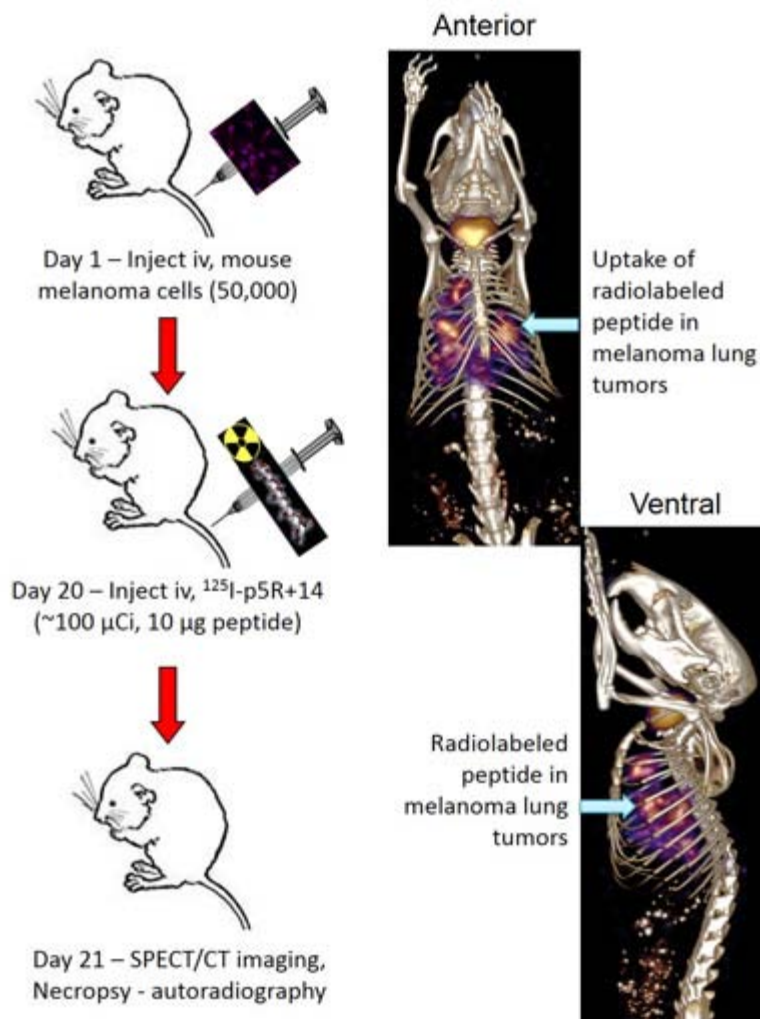 Anterior
Day 1 – Inject iv, mouse
melanoma cells (50,000)
Uptake of
radiolabeled
peptide in
melanoma lung
tumors
Day 20 – Inject iv, ¹²⁵I-p5R+14
(~100 µCi, 10 µg peptide)
Ventral
Radiolabeled
peptide in
melanoma lung
tumors
Day 21 – SPECT/CT imaging,
Necropsy - autoradiography